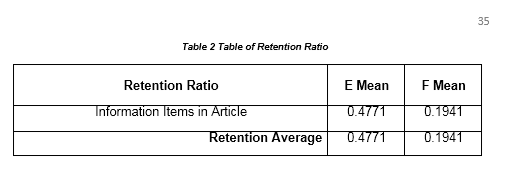 35
Table 2 Table of Retention Ratio
Retention Ratio E Mean F Mean
Information Items in Article 0.4771 0.1941
Retention Average 0.4771 0.1941